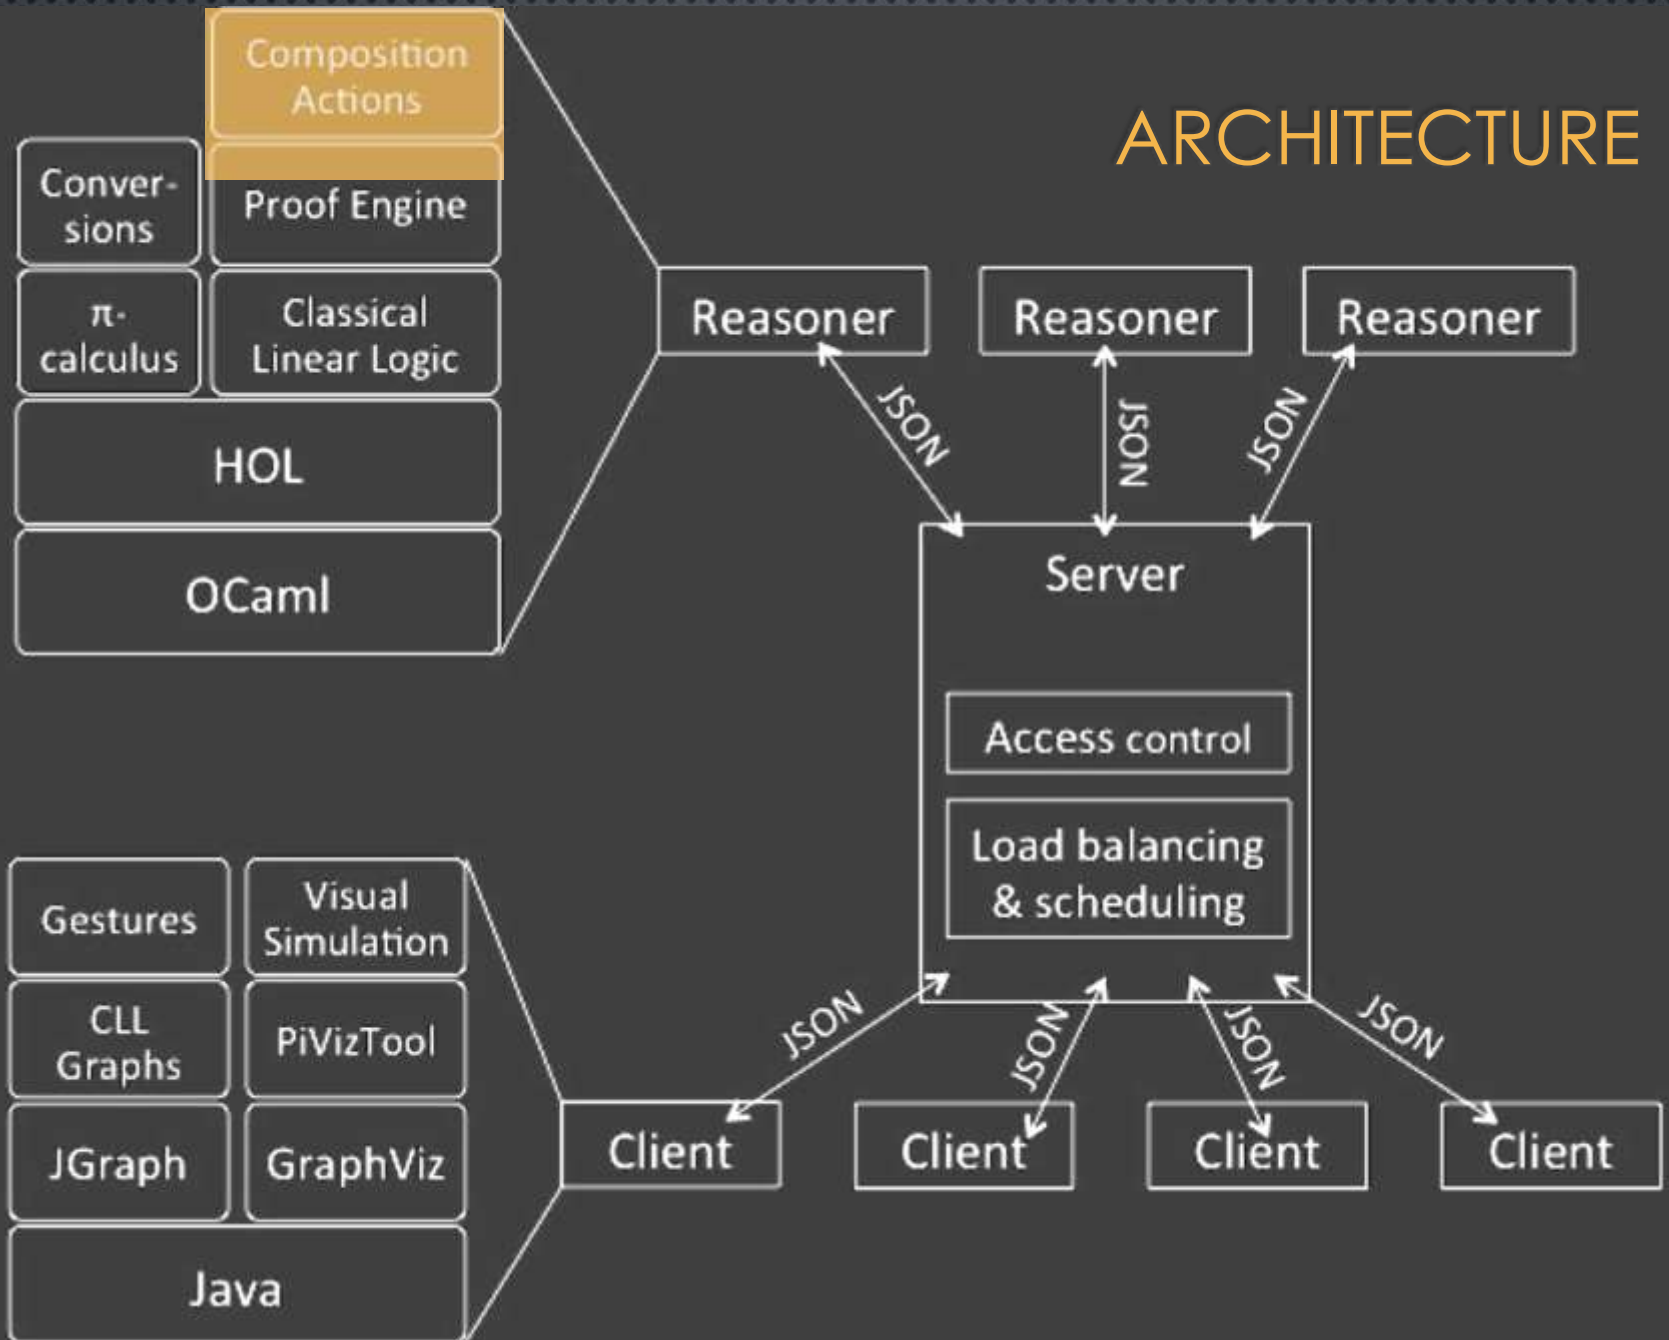 ARCHITECTURE
Composition
Actions
Conver-
sions
Proof Engine
π-
calculus
Classical
Linear Logic
HOL
OCaml
Reasoner
Reasoner
Reasoner
JSON
JSON
JSON
Server
Access control
Load balancing
& scheduling
JSON
JSON
JSON
JSON
Client
Client
Client
Client
Gestures
Visual
Simulation
CLL
Graphs
PiVizTool
JGraph
GraphViz
Java